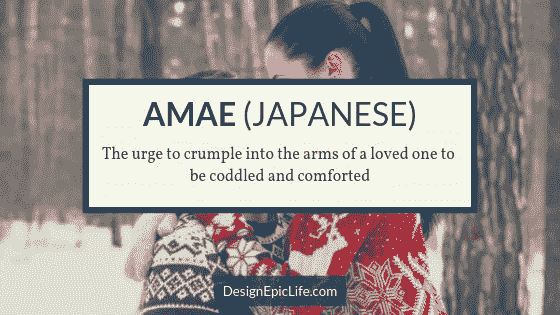 AMAE (JAPANESE)
The urge to crumple into the arms of a loved one to
be coddled and comforted
DesignEpicLife.com